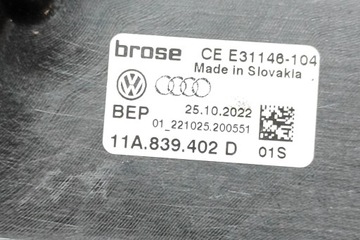 brose CE E31146-104
Made in Slovakia
BEP 25.10.2022
01_221025.200551
11A.839.402 D 01S